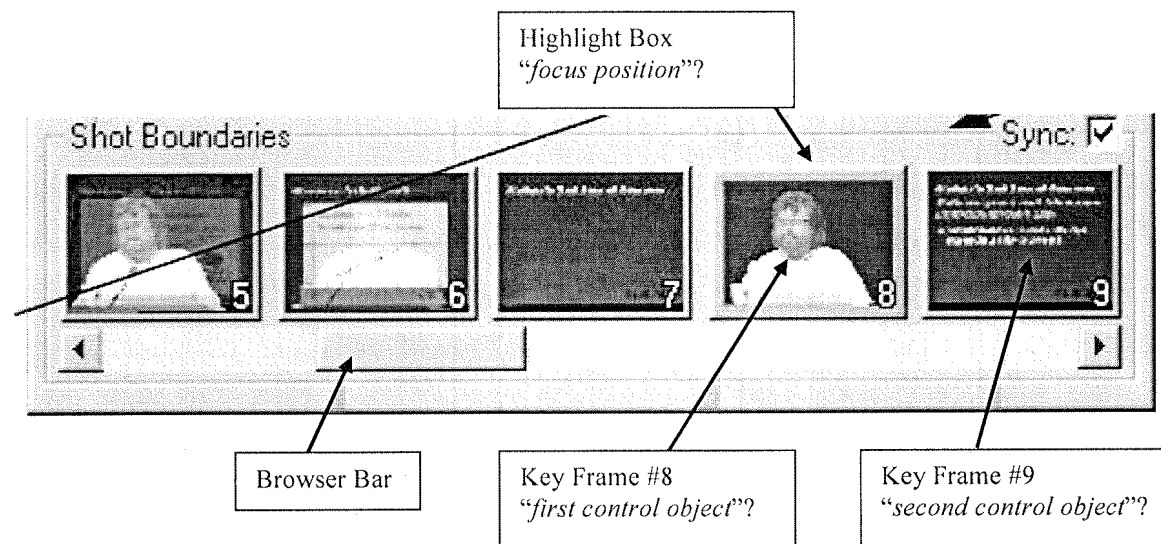 Highlight Box
“focus position”?
Shot Boundaries
Sync:
5
6
7
8
9
Browser Bar
Key Frame #8
“first control object”?
Key Frame #9
“second control object”?